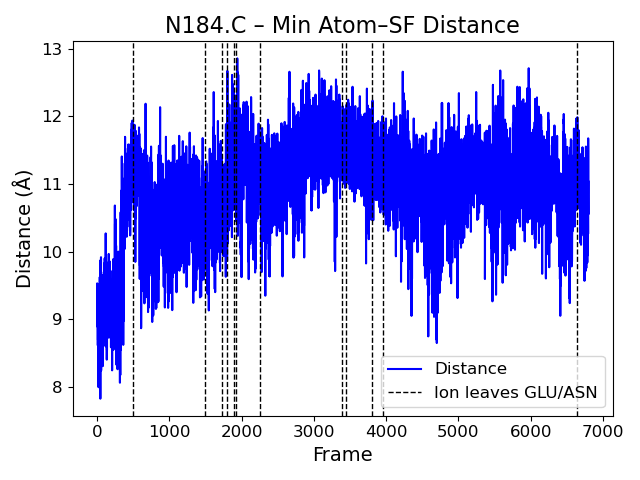 N184.C – Min Atom–SF Distance
13
12
11
10
9
8
Distance (Å)
Distance
Ion leaves GLU/ASN
0 1000 2000 3000 4000 5000 6000 7000
Frame